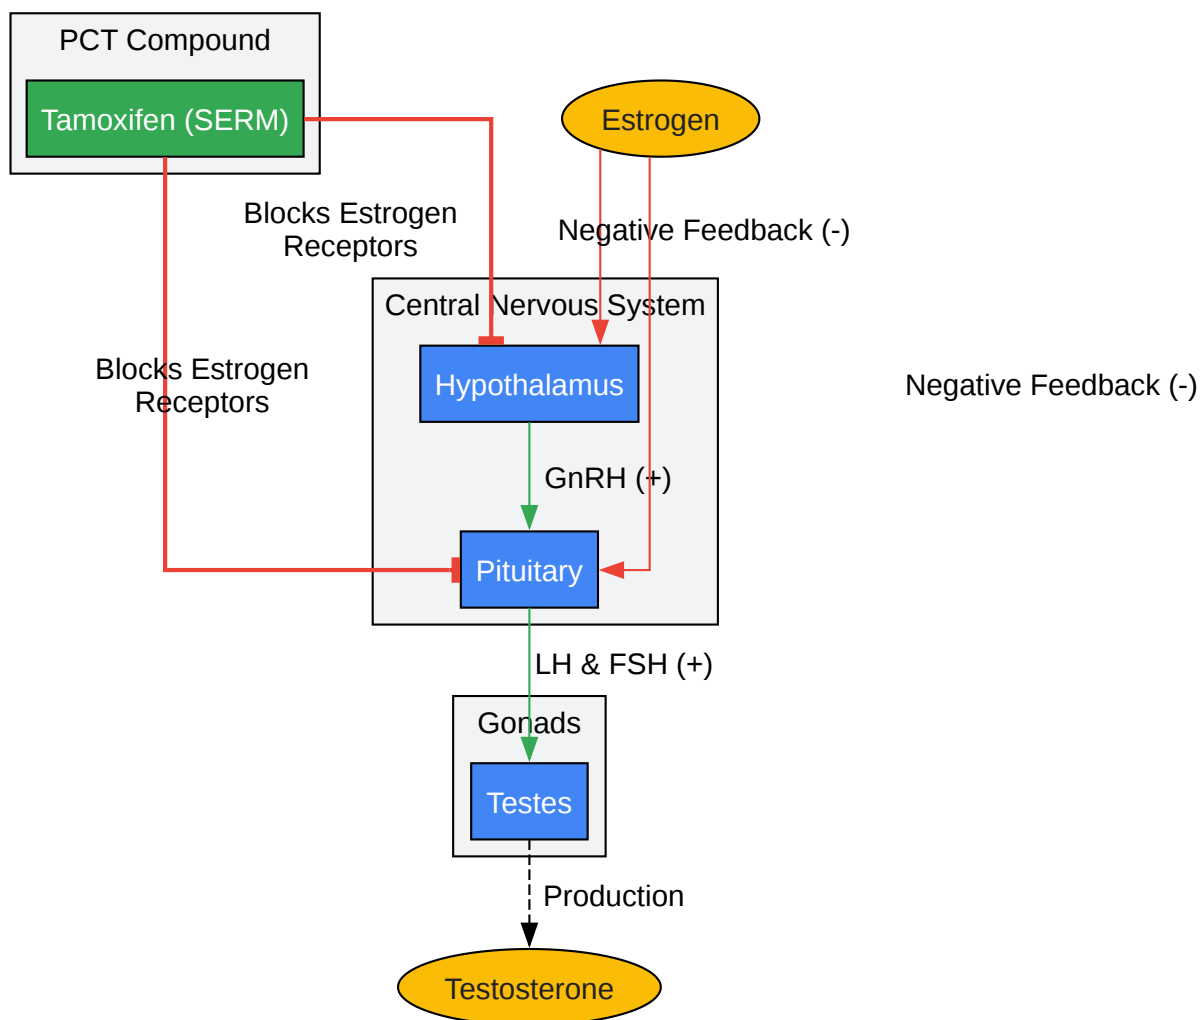 PCT Compound
Tamoxifen (SERM)
Estrogen
Blocks Estrogen
Receptors
Negative Feedback (-)
Central Nervous System
Blocks Estrogen
Receptors
Hypothalamus
Negative Feedback (-)
GnRH (+)
Pituitary
LH & FSH (+)
Gonads
Testes
Production
Testosterone